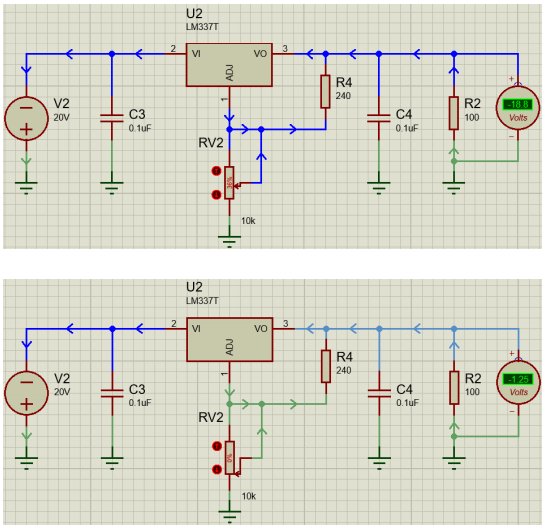 U2
LM337T
2 VI VO 3
ADJ
1
V2
20V
C3
0.1uF
R4
240
C4
0.1uF
R2
100
+
-18.8
Volts
RV2
36%
10k
U2
LM337T
2 VI VO 3
ADJ
1
V2
20V
C3
0.1uF
R4
240
C4
0.1uF
R2
100
+
-1.25
Volts
RV2
0%
10k